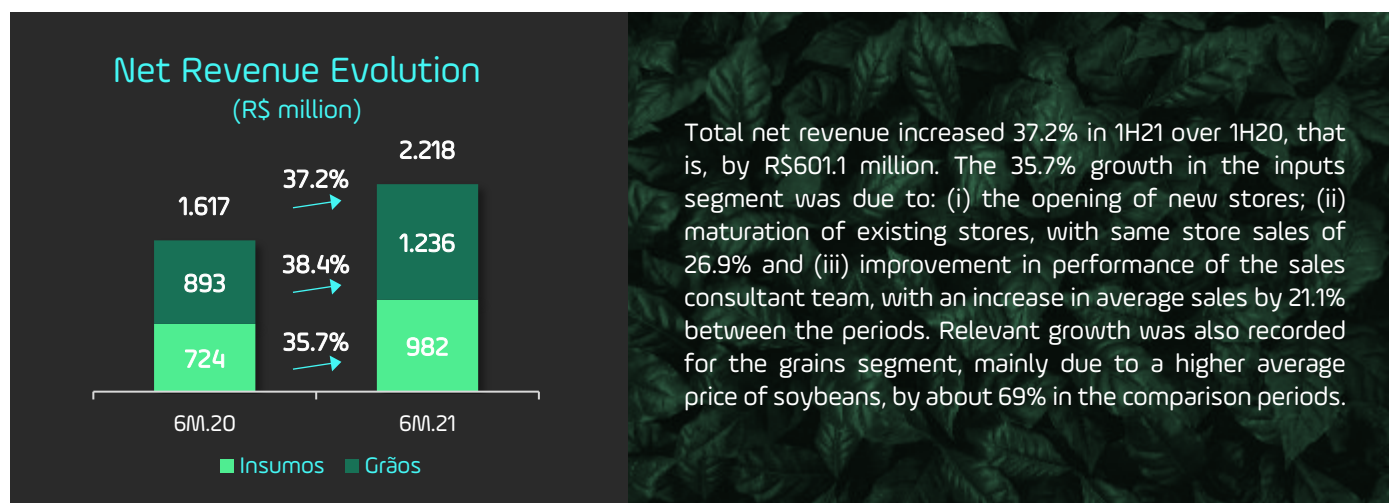 Net Revenue Evolution
(R$ million)
2.218
37.2%
1.617
1.236
38.4%
893
35.7%
982
724
6M.20
6M.21
Insumos
Grãos
Total net revenue increased 37.2% in 1H21 over 1H20, that
is, by R$601.1 million. The 35.7% growth in the inputs
segment was due to: (i) the opening of new stores; (ii)
maturation of existing stores, with same store sales of
26.9% and (iii) improvement in performance of the sales
consultant team, with an increase in average sales by 21.1%
between the periods. Relevant growth was also recorded
for the grains segment, mainly due to a higher average
price of soybeans, by about 69% in the comparison periods.